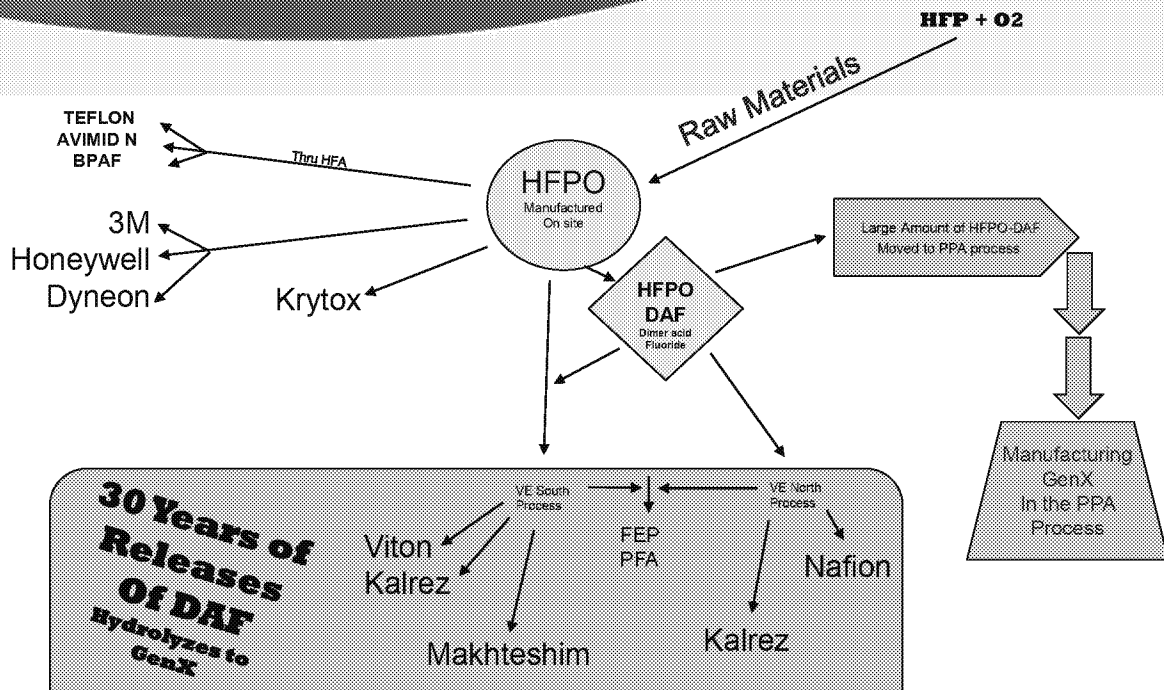 HFP + O2
Raw Materials
TEFLON
AVIMID N
BPAF
Thru HFA
HFPO
Manufactured
On site
3M
Honeywell
Dyneon
Krytox
HFPO
DAF
Dimer acid
Fluoride
Large Amount of HFPO-DAF
Moved to PPA process
Manufacturing
GenX
In the PPA
Process
30 Years of
Releases
Of DAF
Hydrolyzes to
GenX
VE South
Process
VE North
Process
FEP
PFA
Viton
Kalrez
Nafion
Makhteshim
Kalrez